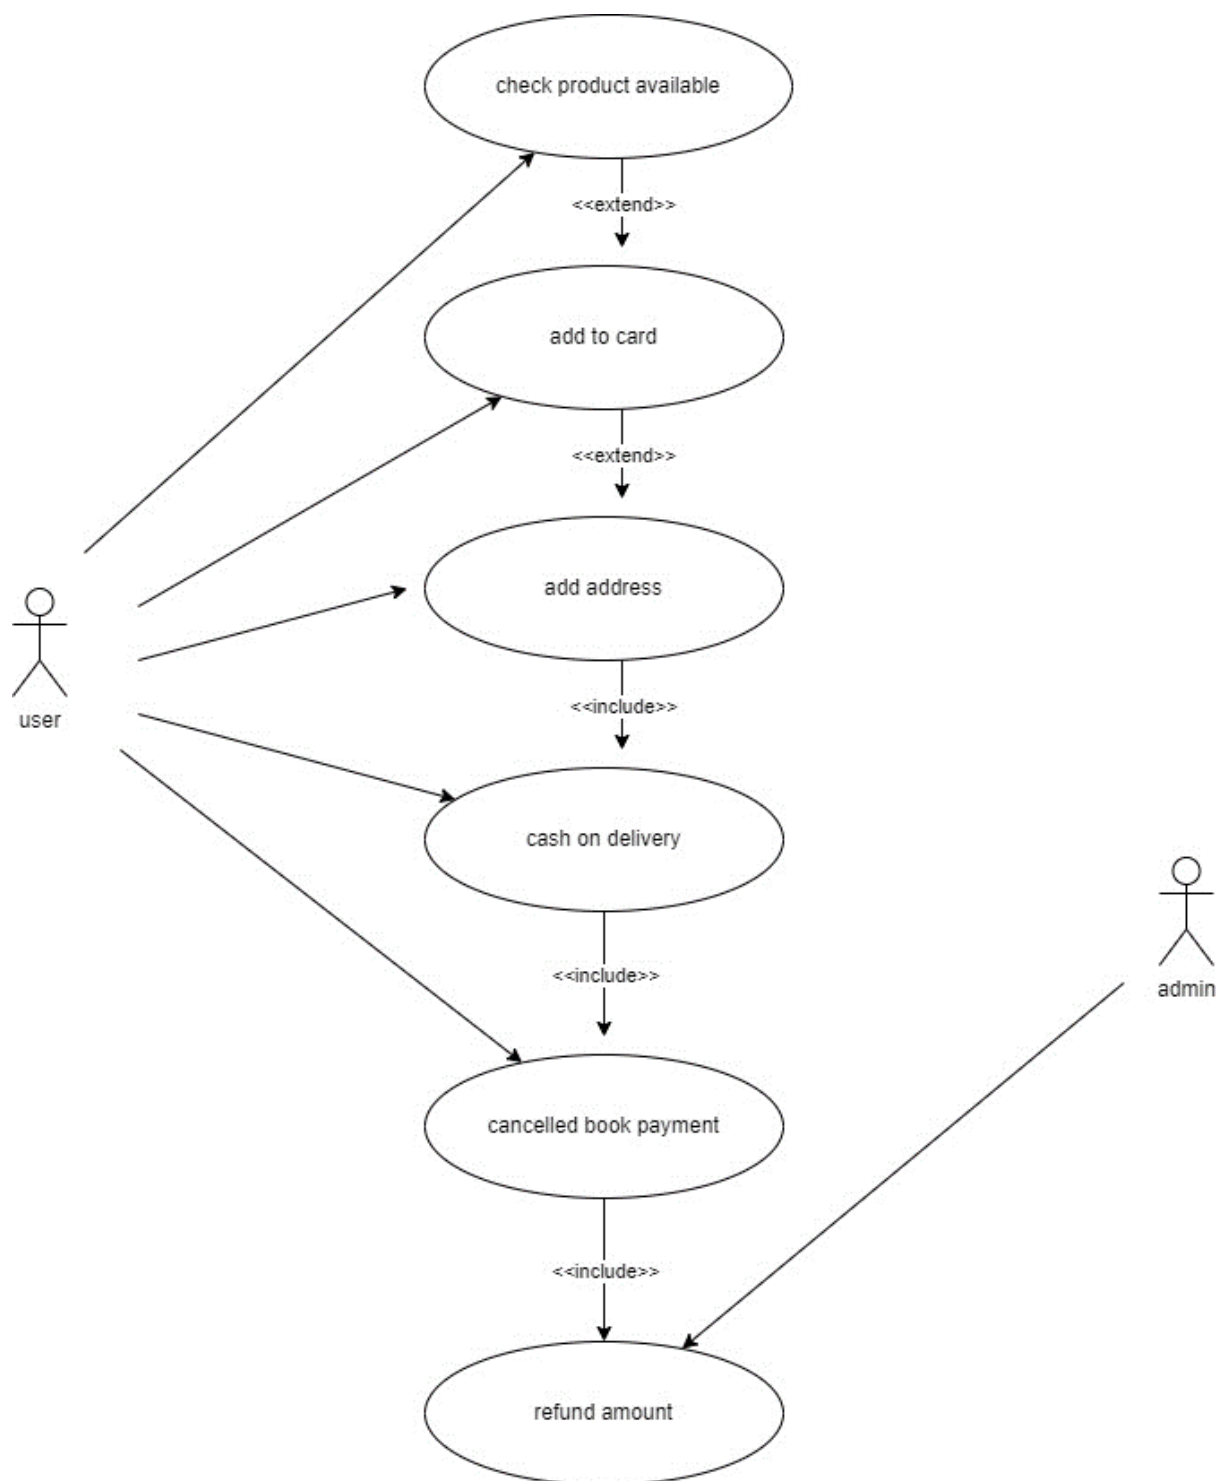 check product available
<<extend>>
add to card
<<extend>>
add address
<<include>>
user
cash on delivery
<<include>>
admin
cancelled book payment
<<include>>
refund amount